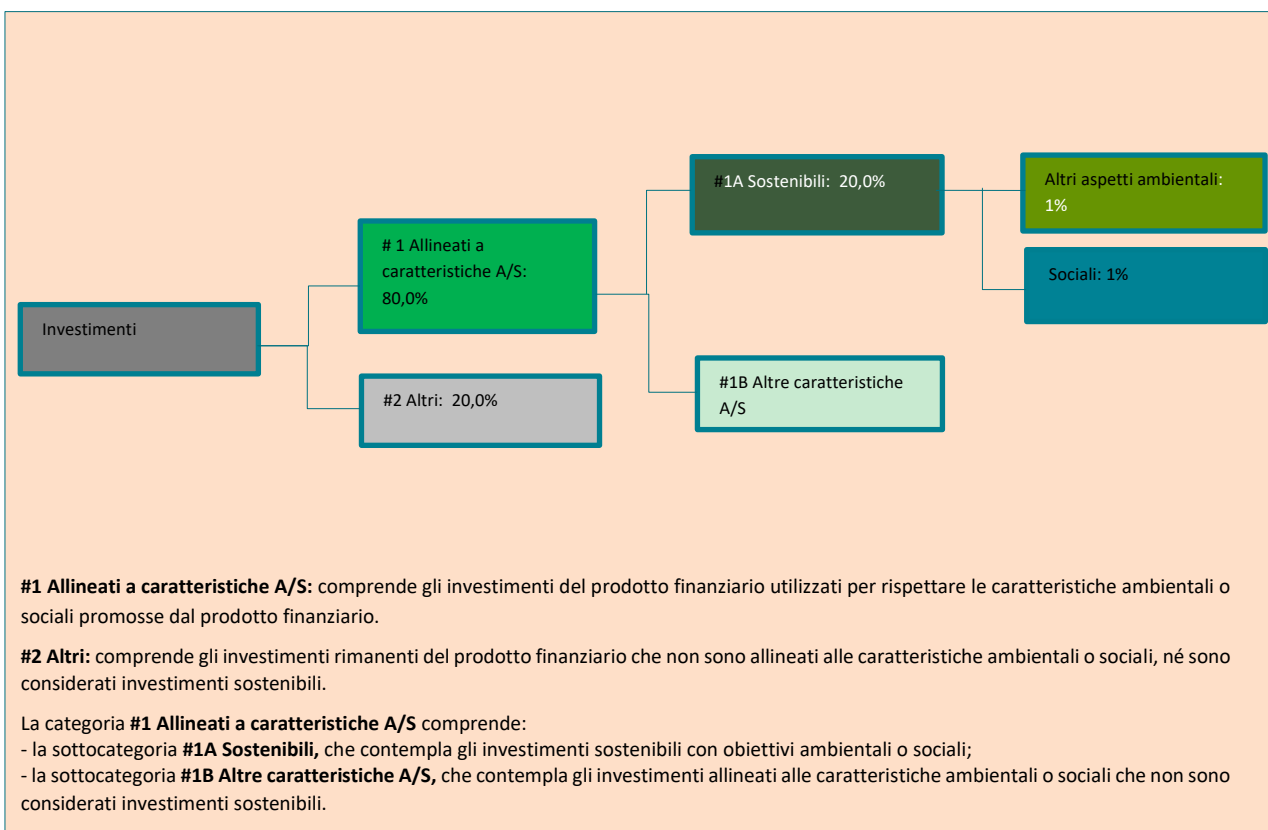 #1A Sostenibili: 20,0%
Altri aspetti ambientali:
1%
# 1 Allineati a
caratteristiche A/S:
80,0%
Sociali: 1%
Investimenti
#2 Altri: 20,0%
#1B Altre caratteristiche
A/S
#1 Allineati a caratteristiche A/S: comprende gli investimenti del prodotto finanziario utilizzati per rispettare le caratteristiche ambientali o
sociali promosse dal prodotto finanziario.
#2 Altri: comprende gli investimenti rimanenti del prodotto finanziario che non sono allineati alle caratteristiche ambientali o sociali, né sono
considerati investimenti sostenibili.
La categoria #1 Allineati a caratteristiche A/S comprende:
- la sottocategoria #1A Sostenibili, che contempla gli investimenti sostenibili con obiettivi ambientali o sociali;
- la sottocategoria #1B Altre caratteristiche A/S, che contempla gli investimenti allineati alle caratteristiche ambientali o sociali che non sono
considerati investimenti sostenibili.